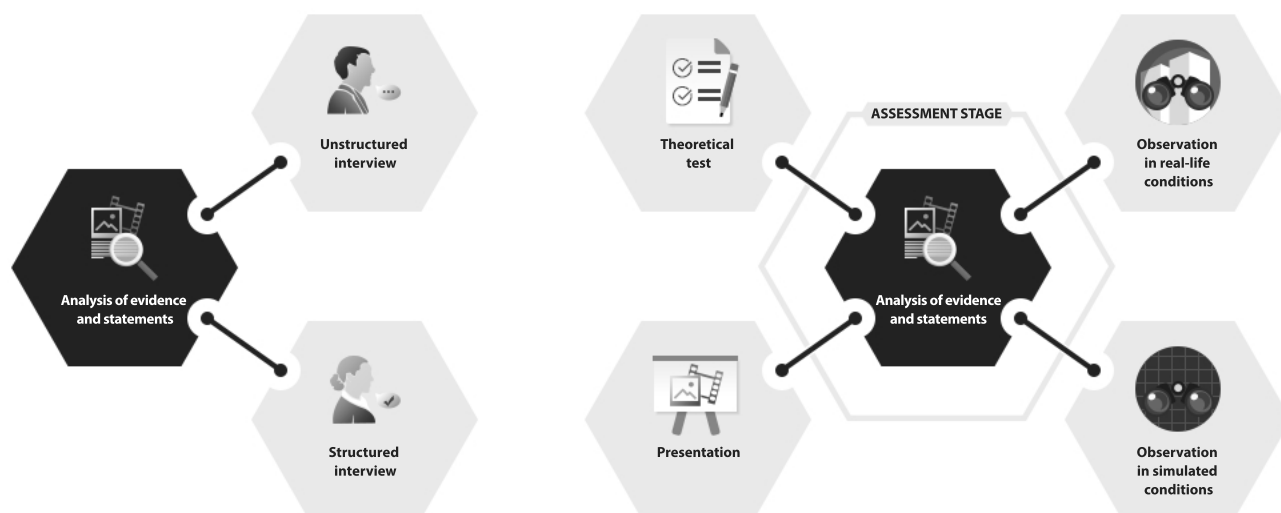 Unstructured
interview
Analysis of evidence
and statements
Structured
interview
Theoretical
test
ASSESSMENT STAGE
Observation
in real-life
conditions
Analysis of evidence
and statements
Presentation
Observation
in simulated
conditions